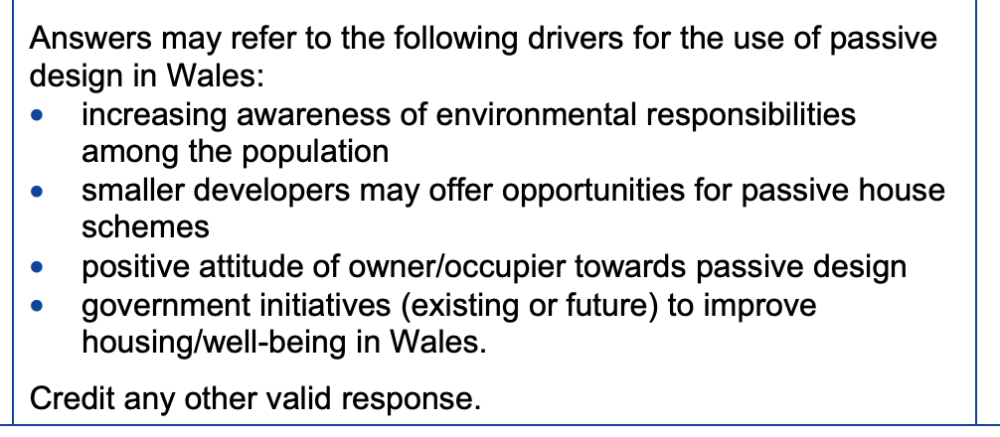 Answers may refer to the following drivers for the use of passive
design in Wales:
• increasing awareness of environmental responsibilities
among the population
• smaller developers may offer opportunities for passive house
schemes
• positive attitude of owner/occupier towards passive design
• government initiatives (existing or future) to improve
housing/well-being in Wales.
Credit any other valid response.